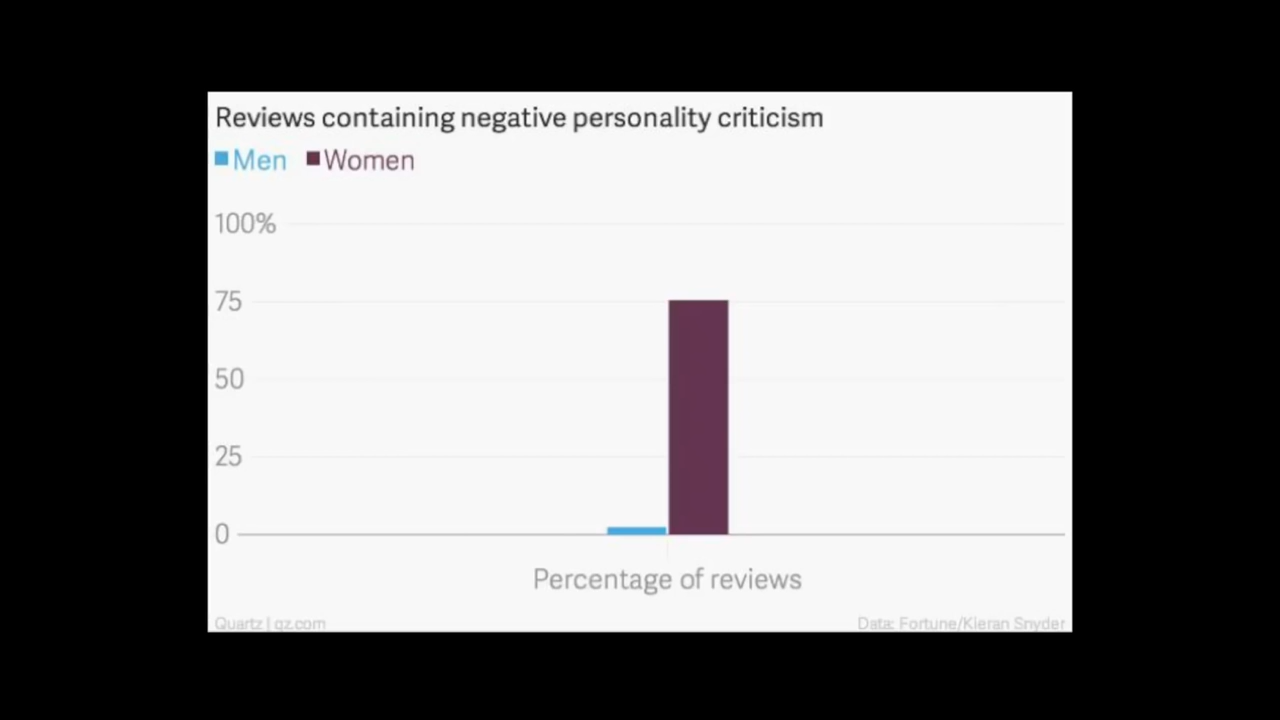 Reviews containing negative personality criticism
Men Women
100%
75
50
25
0
Percentage of reviews
Quartz | qz.com Data: Fortune/Kieran Snyder